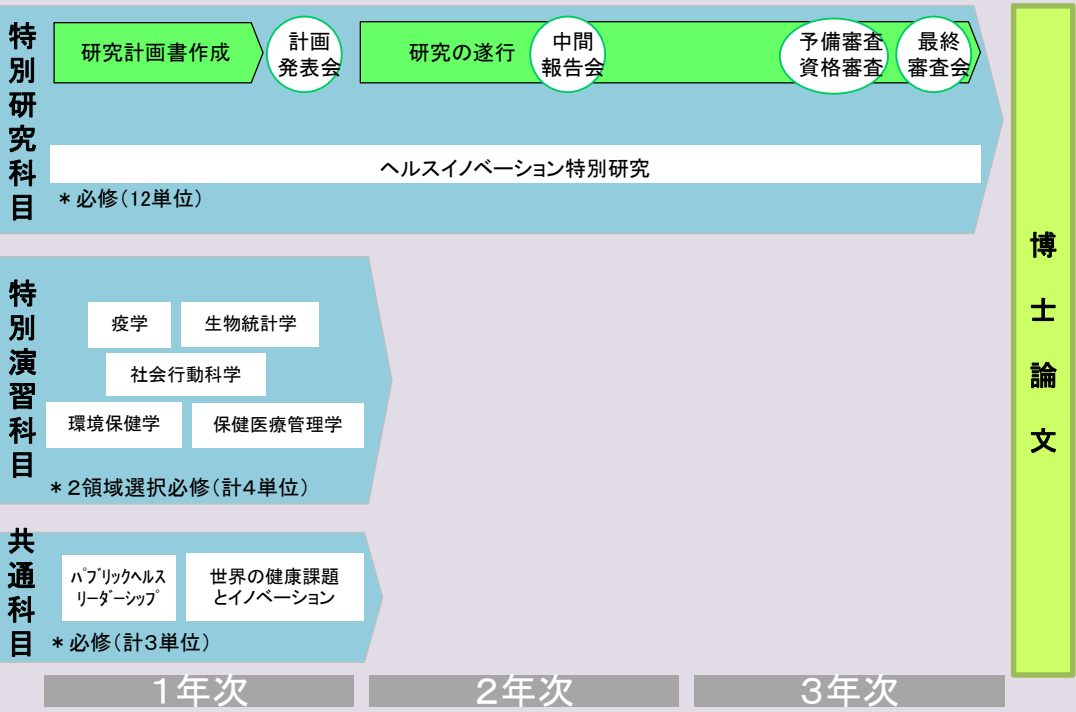 特別研究科目
研究計画書作成
計画
発表会
研究の遂行
中間
報告会
予備審査
資格審査
最終
審査会
ヘルスイノベーション特別研究
＊必修（12単位）
特別演習科目
疫学
生物統計学
社会行動科学
環境保健学
保健医療管理学
＊２領域選択必修（計４単位）
共通科目
ﾊﾟﾌﾞﾘｯｸﾍﾙｽ
ﾘｰﾀﾞｰｼｯﾌﾟ
世界の健康課題
とイノベーション
＊必修（計３単位）
博士論文
１年次
２年次
３年次